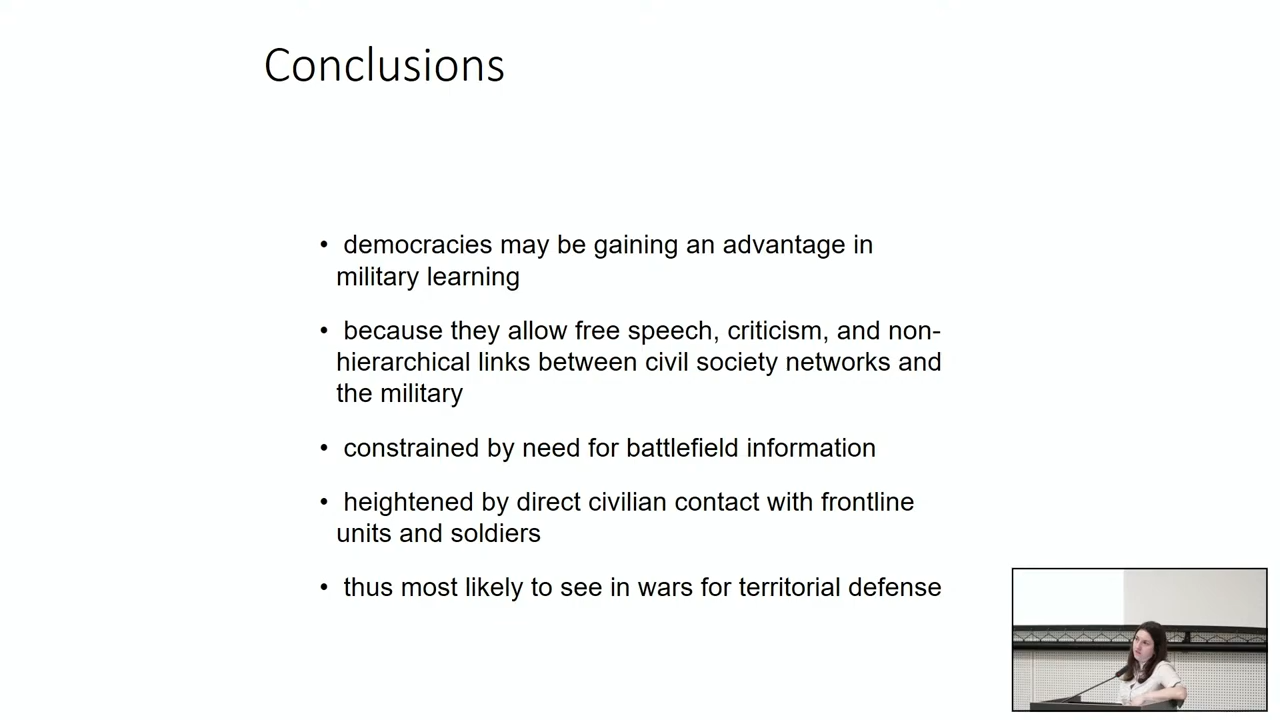 Conclusions
• democracies may be gaining an advantage in
military learning
• because they allow free speech, criticism, and non-
hierarchical links between civil society networks and
the military
• constrained by need for battlefield information
• heightened by direct civilian contact with frontline
units and soldiers
• thus most likely to see in wars for territorial defense